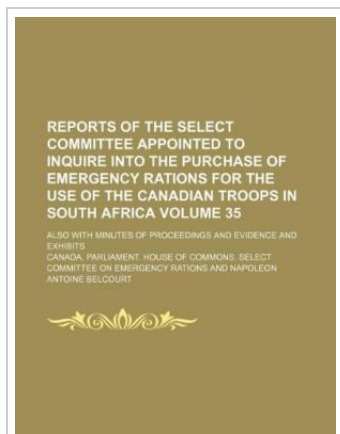 REPORTS OF THE SELECT
COMMITTEE APPOINTED TO
INQUIRE INTO THE PURCHASE OF
EMERGENCY RATIONS FOR THE
USE OF THE CANADIAN TROOPS IN
SOUTH AFRICA VOLUME 35
ALSO WITH MINUTES OF PROCEEDINGS AND EVIDENCE AND
EXHIBITS
CANADA. PARLIAMENT. HOUSE OF COMMONS. SELECT
COMMITTEE ON EMERGENCY RATIONS AND NAPOLEON
ANTOINE BELCOURT